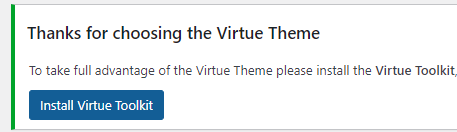 Thanks for choosing the Virtue Theme
To take full advantage of the Virtue Theme please install the Virtue Toolkit,
Install Virtue Toolkit